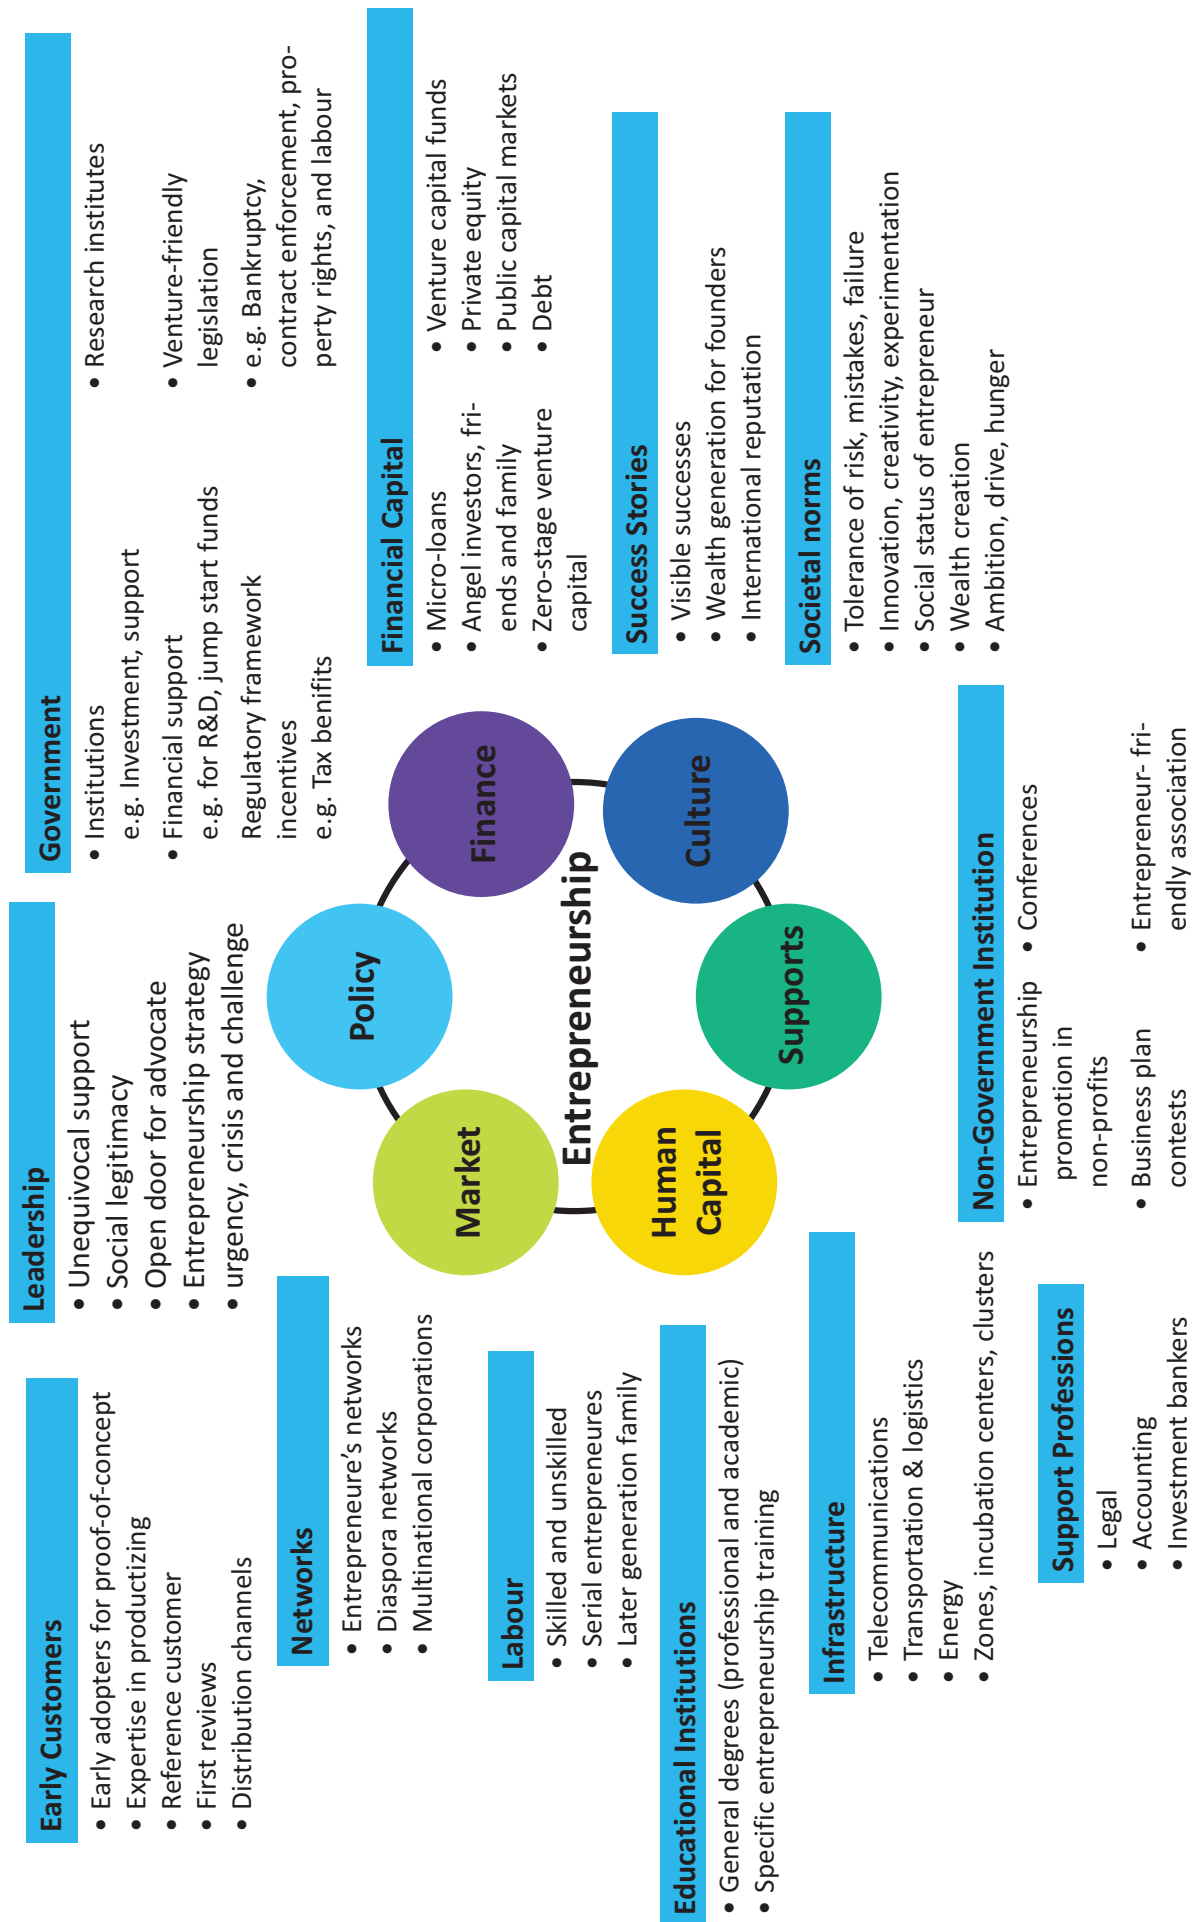 Early Customers
• Early adopters for proof-of-concept
• Expertise in productizing
• Reference customer
• First reviews
• Distribution channels
Leadership
• Unequivocal support
• Social legitimacy
• Open door for advocate
• Entrepreneurship strategy
• urgency, crisis and challenge
Government
• Institutions
e.g. Investment, support
• Financial support
e.g. for R&D, jump start funds
Regulatory framework
incentives
e.g. Tax benifits
• Research institutes
• Venture-friendly
legislation
• e.g. Bankruptcy,
contract enforcement, pro-
perty rights, and labour
Networks
• Entrepreneure's networks
• Diaspora networks
• Multinational corporations
Labour
• Skilled and unskilled
• Serial entrepreneures
• Later generation family
Educational Institutions
• General degrees (professional and academic)
• Specific entrepreneurship training
Policy
Market
Finance
Entrepreneurship
Human
Capital
Culture
Supports
Financial Capital
• Micro-loans
• Angel investors, fri-
ends and family
• Zero-stage venture
capital
• Venture capital funds
• Private equity
• Public capital markets
• Debt
Success Stories
• Visible successes
• Wealth generation for founders
• International reputation
Societal norms
• Tolerance of risk, mistakes, failure
• Innovation, creativity, experimentation
• Social status of entrepreneur
• Wealth creation
• Ambition, drive, hunger
Infrastructure
• Telecommunications
• Transportation & logistics
• Energy
• Zones, incubation centers, clusters
Support Professions
• Legal
• Accounting
• Investment bankers
Non-Government Institution
• Entrepreneurship
promotion in
non-profits
• Business plan
contests
• Conferences
• Entrepreneur- fri-
endly association